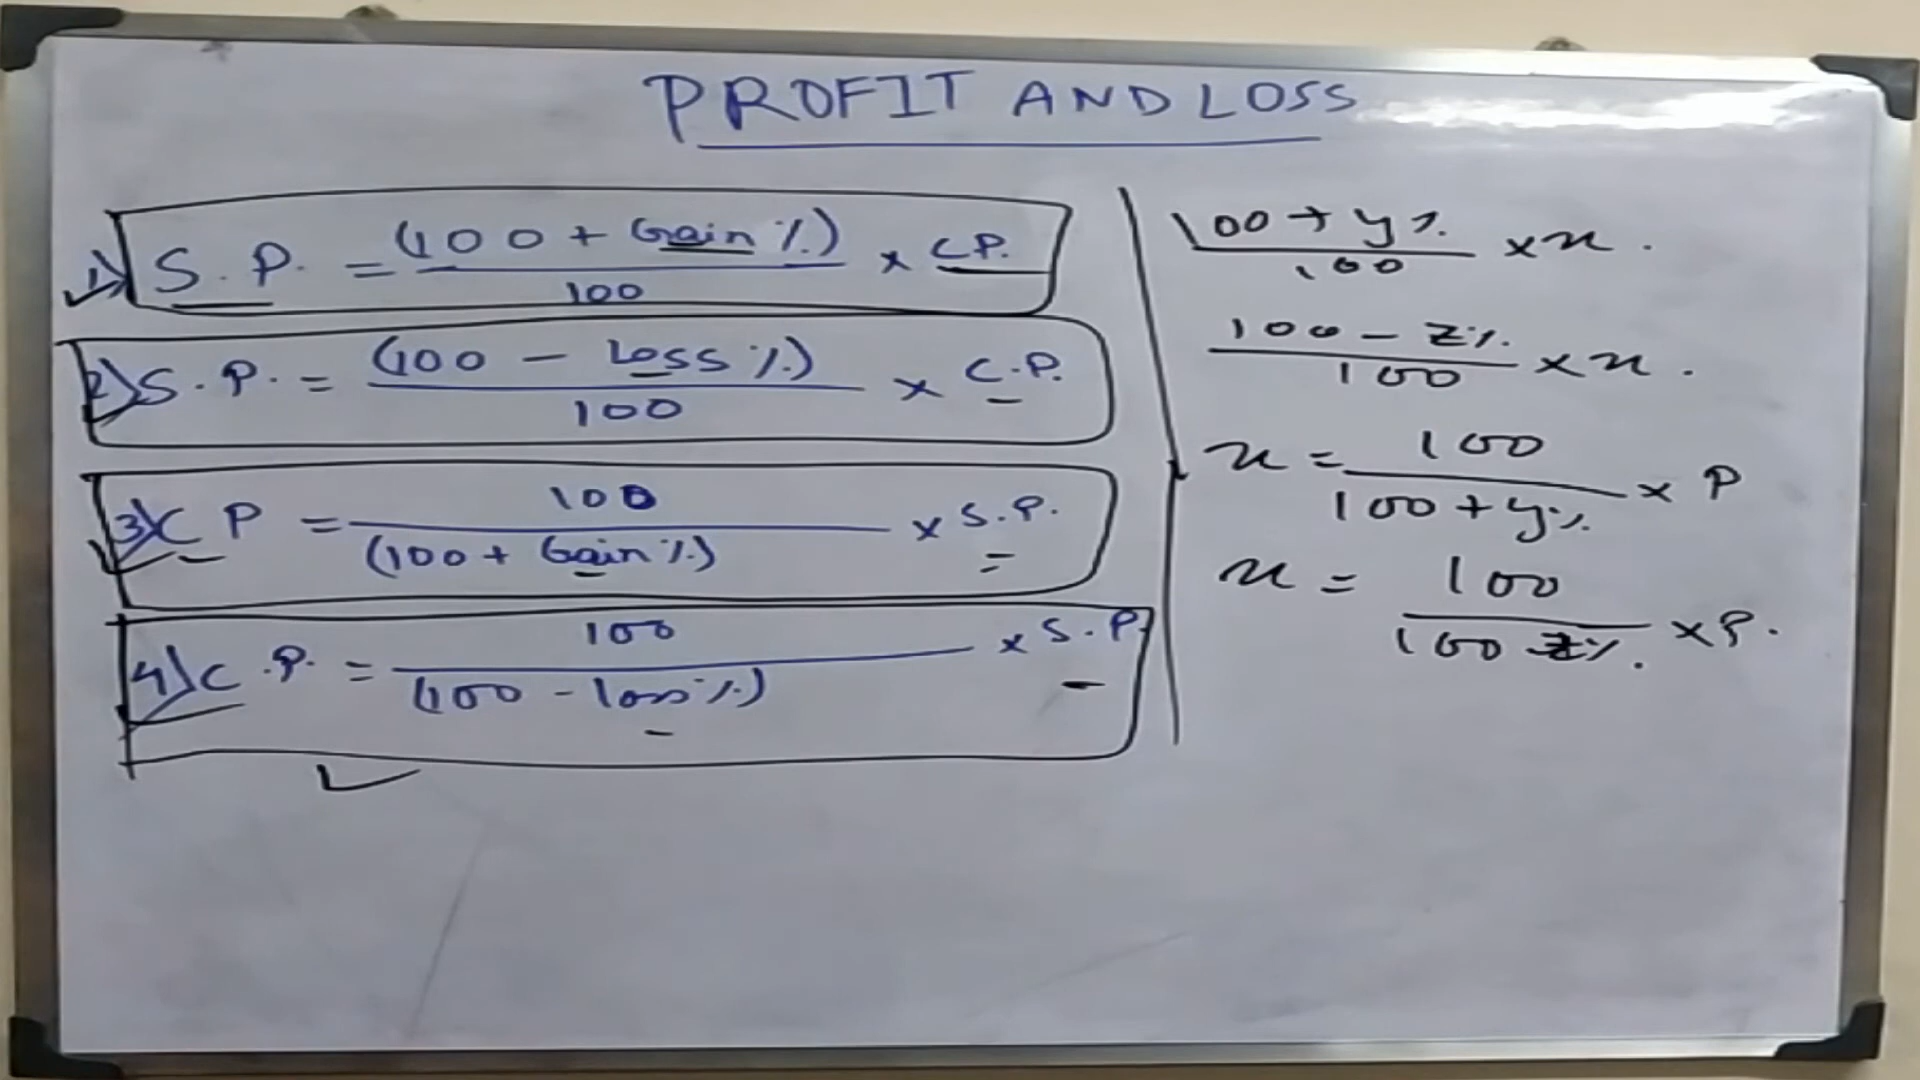 PROFIT AND LOSS
1) S.P. = (100 + Gain %) / 100 × CP.
2) S.P. = (100 - Loss %) / 100 × C.P.
3) C P = 100 / (100 + Gain %) × S.P.
4) C.P. = 100 / (100 - loss %) × S.P.
100 + y% / 100 × x.
100 - z% / 100 × x.
x = 100 / 100 + y% × P
x = 100 / 100 - z% × P.